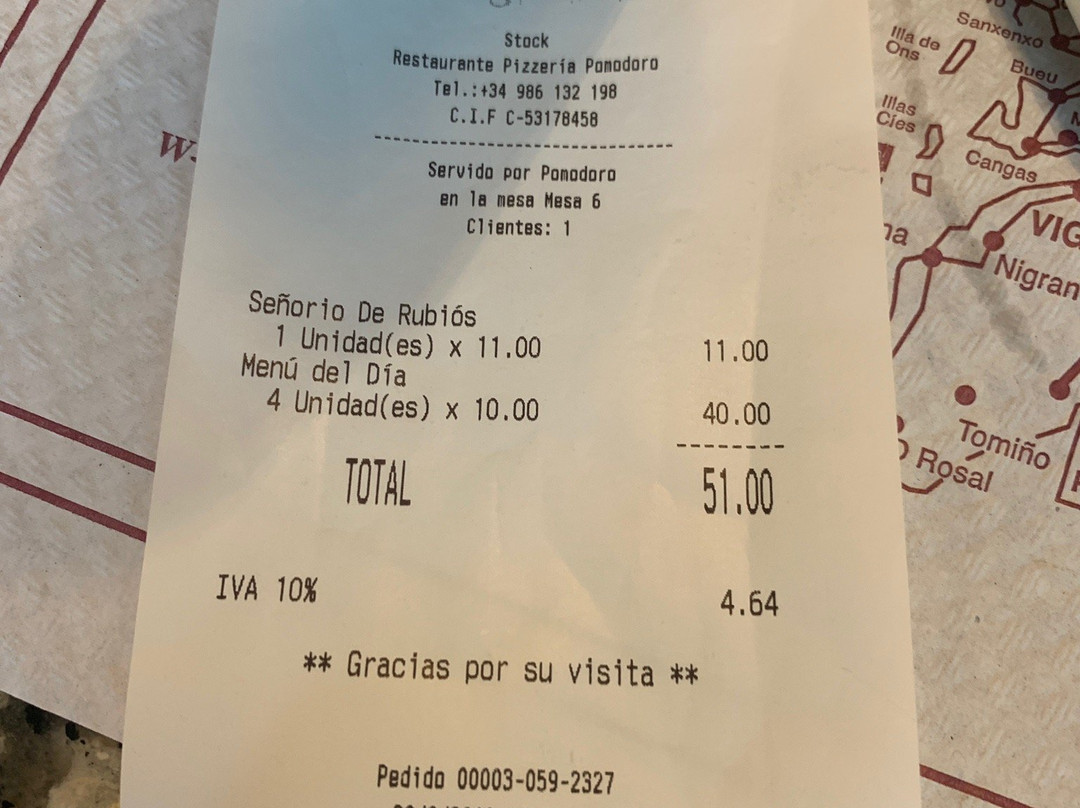 Stock
Restaurante Pizzería Pomodoro
Tel.:+34 986 132 198
C.I.F C-53178458
Servido por Pomodoro
en la mesa Mesa 6
Clientes: 1
Señorio De Rubiós
1 Unidad(es) x 11.00 11.00
Menú del Día
4 Unidad(es) x 10.00 40.00
TOTAL 51.00
IVA 10% 4.64
** Gracias por su visita **
Pedido 00003-059-2327
Sanxenxo
Illa de
Ons
Bueu
Illas
Cíes
Cangas
Nigran
Tomiño
Rosal